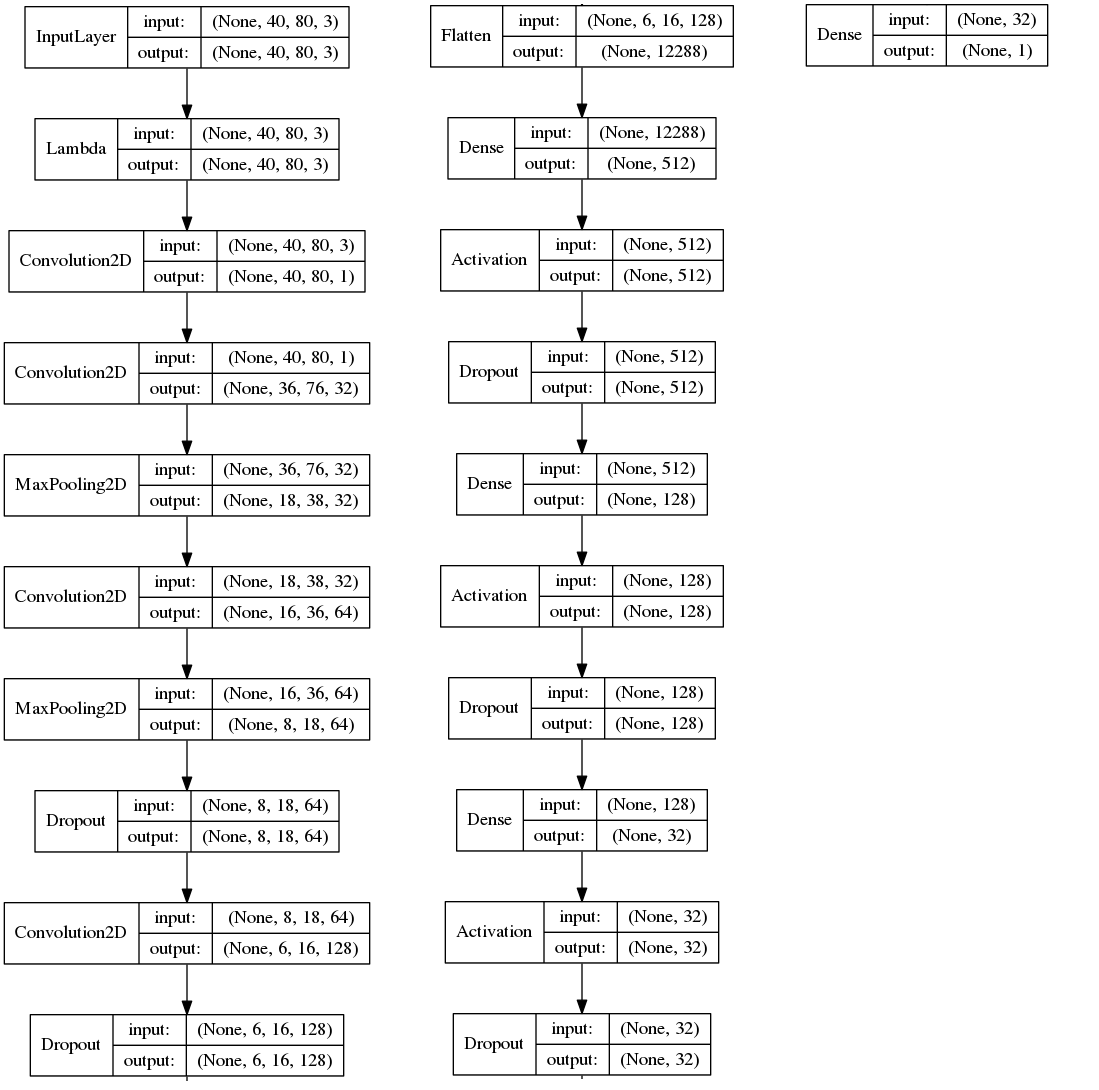 InputLayer input: (None, 40, 80, 3)
output: (None, 40, 80, 3)
Lambda input: (None, 40, 80, 3)
output: (None, 40, 80, 3)
Convolution2D input: (None, 40, 80, 3)
output: (None, 40, 80, 1)
Convolution2D input: (None, 40, 80, 1)
output: (None, 36, 76, 32)
MaxPooling2D input: (None, 36, 76, 32)
output: (None, 18, 38, 32)
Convolution2D input: (None, 18, 38, 32)
output: (None, 16, 36, 64)
MaxPooling2D input: (None, 16, 36, 64)
output: (None, 8, 18, 64)
Dropout input: (None, 8, 18, 64)
output: (None, 8, 18, 64)
Convolution2D input: (None, 8, 18, 64)
output: (None, 6, 16, 128)
Dropout input: (None, 6, 16, 128)
output: (None, 6, 16, 128)
Flatten input: (None, 6, 16, 128)
output: (None, 12288)
Dense input: (None, 12288)
output: (None, 512)
Activation input: (None, 512)
output: (None, 512)
Dropout input: (None, 512)
output: (None, 512)
Dense input: (None, 512)
output: (None, 128)
Activation input: (None, 128)
output: (None, 128)
Dropout input: (None, 128)
output: (None, 128)
Dense input: (None, 128)
output: (None, 32)
Activation input: (None, 32)
output: (None, 32)
Dropout input: (None, 32)
output: (None, 32)
Dense input: (None, 32)
output: (None, 1)